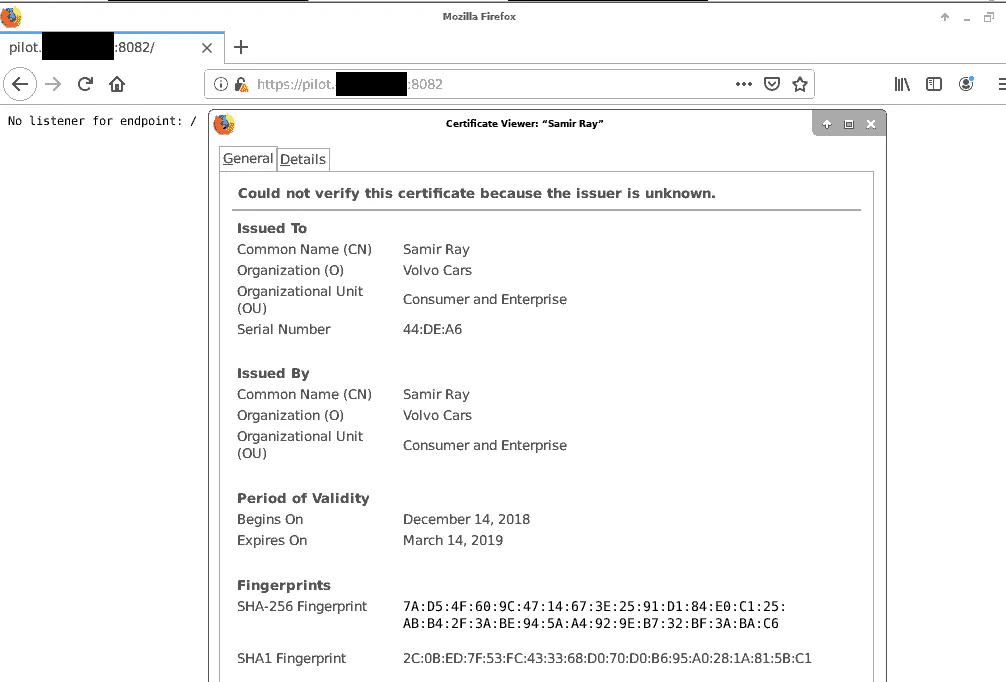 Mozilla Firefox
pilot. :8082/
https://pilot. :8082
No listener for endpoint: /
Certificate Viewer: “Samir Ray”
General Details
Could not verify this certificate because the issuer is unknown.
Issued To
Common Name (CN) Samir Ray
Organization (O) Volvo Cars
Organizational Unit (OU) Consumer and Enterprise
Serial Number 44:DE:A6
Issued By
Common Name (CN) Samir Ray
Organization (O) Volvo Cars
Organizational Unit (OU) Consumer and Enterprise
Period of Validity
Begins On December 14, 2018
Expires On March 14, 2019
Fingerprints
SHA-256 Fingerprint 7A:D5:4F:60:9C:47:14:67:3E:25:91:D1:84:E0:C1:25:
AB:B4:2F:3A:BE:94:5A:A4:92:9E:B7:32:BF:3A:BA:C6
SHA1 Fingerprint 2C:0B:ED:7F:53:FC:43:33:68:D0:70:D0:B6:95:A0:28:1A:81:5B:C1